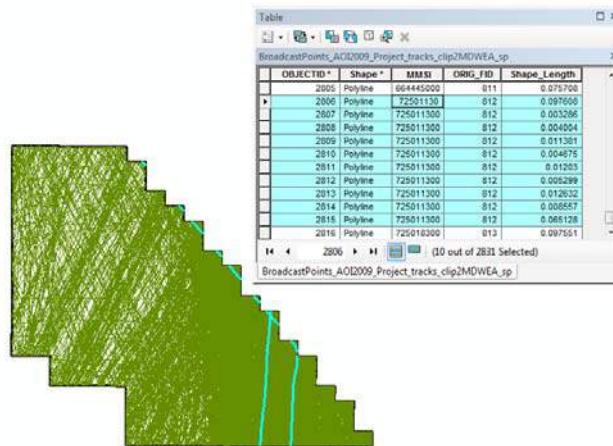 Table
BroadcastPoints_AOI2009_Project_tracks_clip2MDWEA_sp
OBJECTID * Shape * MMSI ORIG_FID Shape_Length
2805 Polyline 664445000 811 0.075708
2806 Polyline 72501130 812 0.097608
2807 Polyline 725011300 812 0.003286
2808 Polyline 725011300 812 0.004004
2809 Polyline 725011300 812 0.011381
2810 Polyline 725011300 812 0.004675
2811 Polyline 725011300 812 0.01203
2812 Polyline 725011300 812 0.005299
2813 Polyline 725011300 812 0.012632
2814 Polyline 725011300 812 0.008557
2815 Polyline 725011300 812 0.065128
2816 Polyline 725018300 813 0.097551
2806 (10 out of 2831 Selected)
BroadcastPoints_AOI2009_Project_tracks_clip2MDWEA_sp